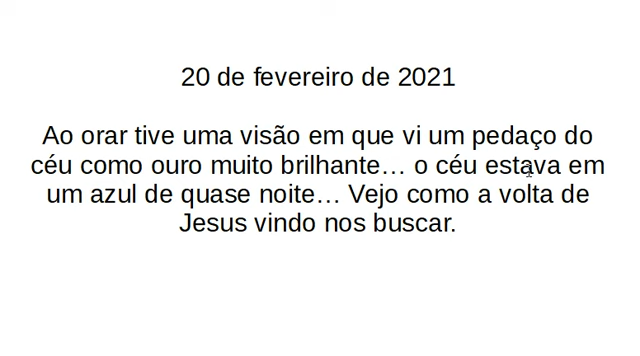 20 de fevereiro de 2021
Ao orar tive uma visão em que vi um pedaço do
céu como ouro muito brilhante… o céu estava em
um azul de quase noite… Vejo como a volta de
Jesus vindo nos buscar.